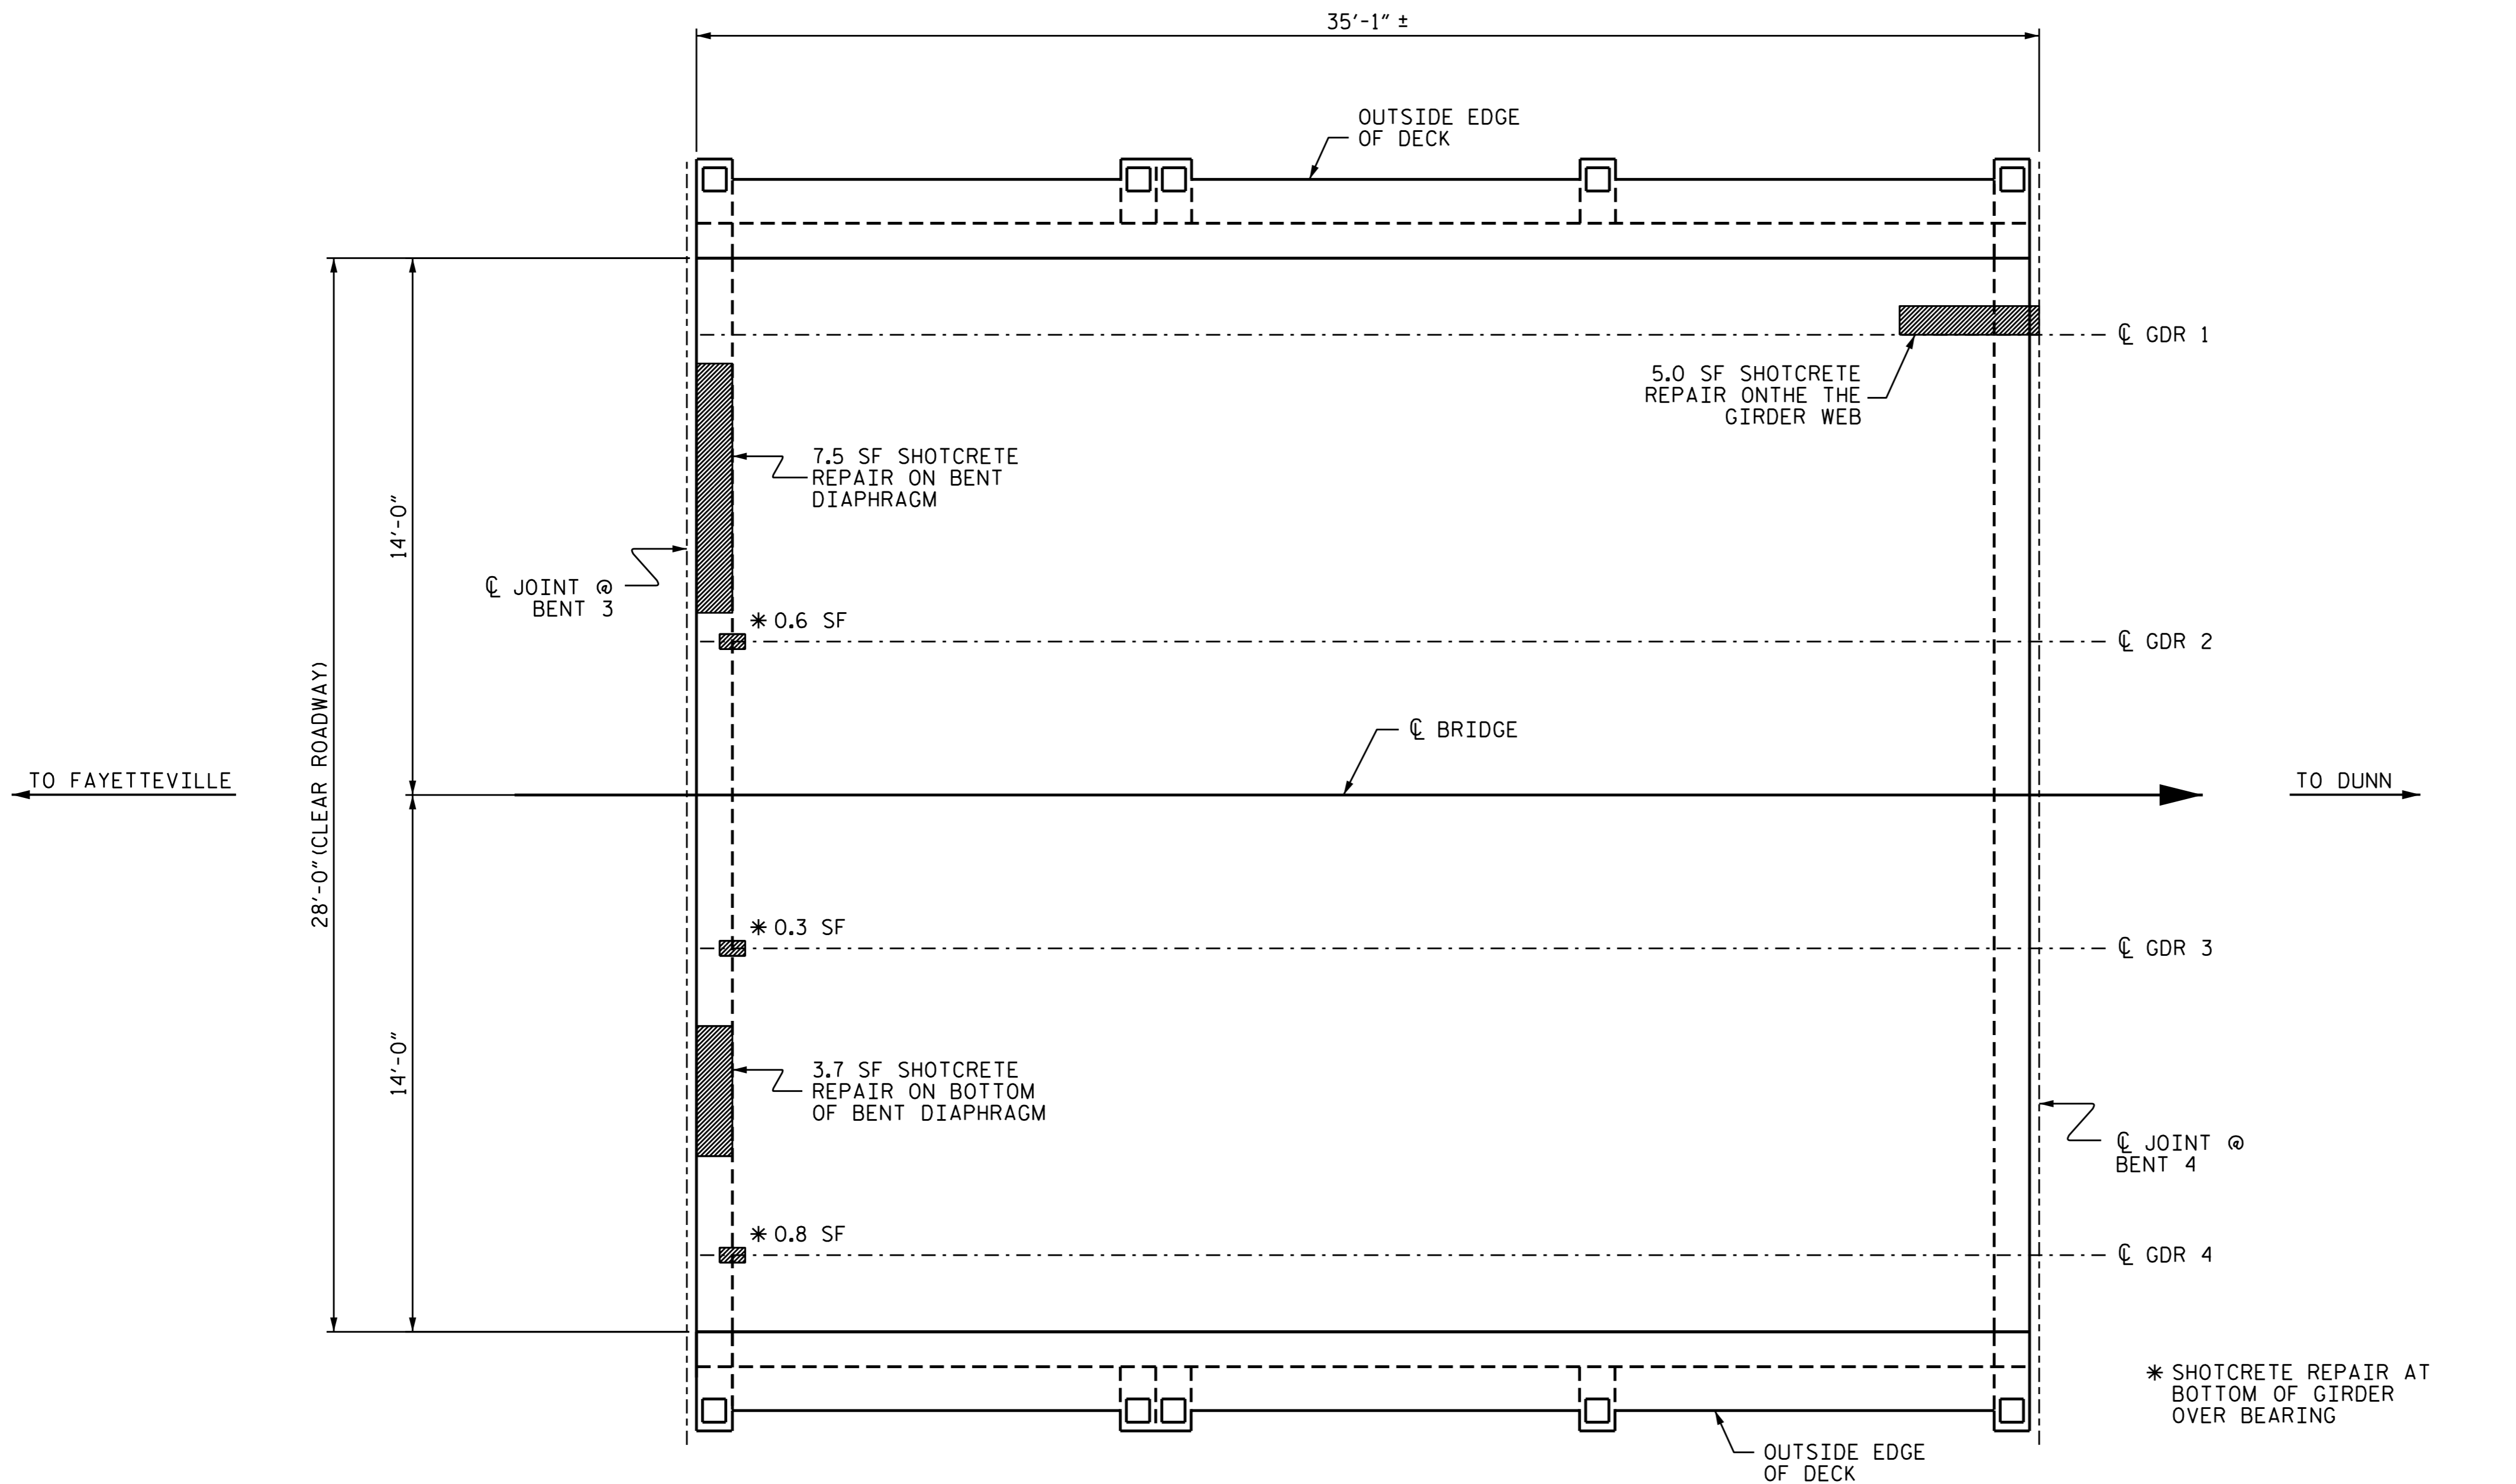 35'-1" ±
OUTSIDE EDGE
OF DECK
℄ GDR 1
5.0 SF SHOTCRETE
REPAIR ONTHE THE
GIRDER WEB
7.5 SF SHOTCRETE
REPAIR ON BENT
DIAPHRAGM
14'-0"
℄ JOINT @
BENT 3
* 0.6 SF
℄ GDR 2
28'-0" (CLEAR ROADWAY)
℄ BRIDGE
TO FAYETTEVILLE
TO DUNN
* 0.3 SF
℄ GDR 3
14'-0"
3.7 SF SHOTCRETE
REPAIR ON BOTTOM
OF BENT DIAPHRAGM
℄ JOINT @
BENT 4
* 0.8 SF
℄ GDR 4
* SHOTCRETE REPAIR AT
BOTTOM OF GIRDER
OVER BEARING
OUTSIDE EDGE
OF DECK